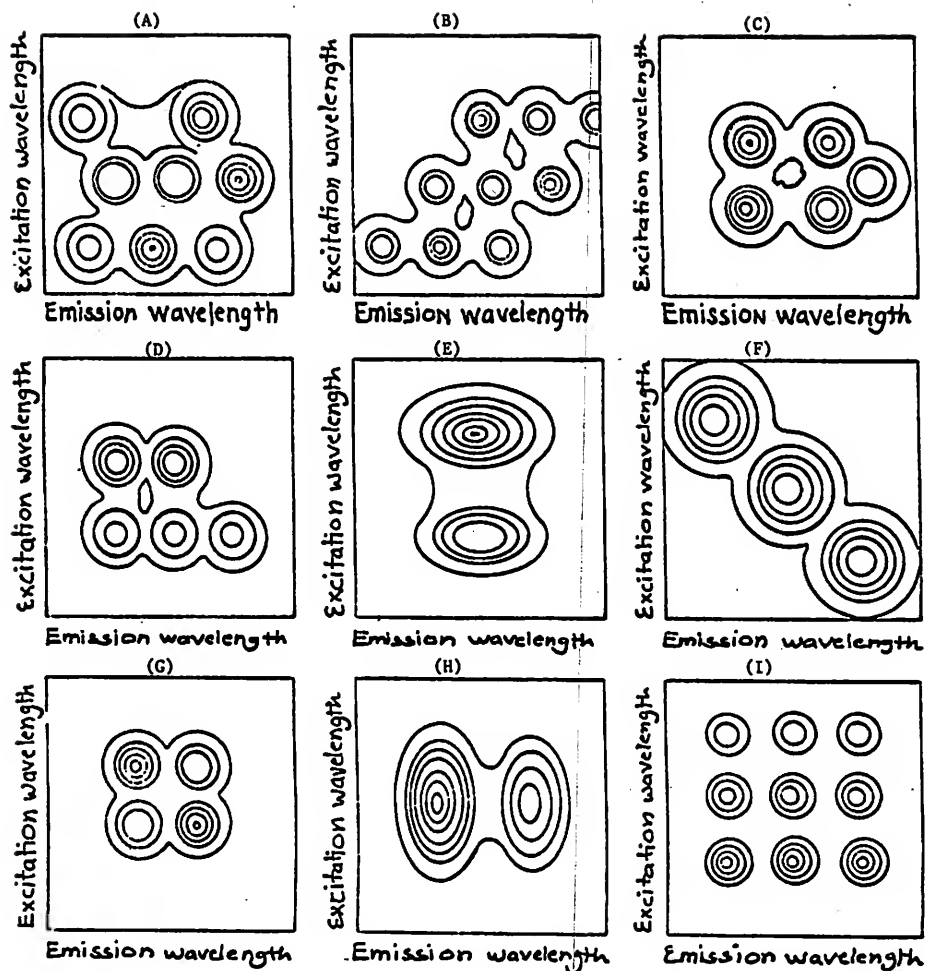 (A) (B) (C)
Excitation wavelength Excitation wavelength Excitation wavelength
Emission wavelength Emission wavelength Emission wavelength
(D) (E) (F)
Excitation wavelength Excitation wavelength Excitation wavelength
Emission wavelength Emission wavelength Emission wavelength
(G) (H) (I)
Excitation wavelength Excitation wavelength Excitation wavelength
Emission wavelength Emission wavelength Emission wavelength